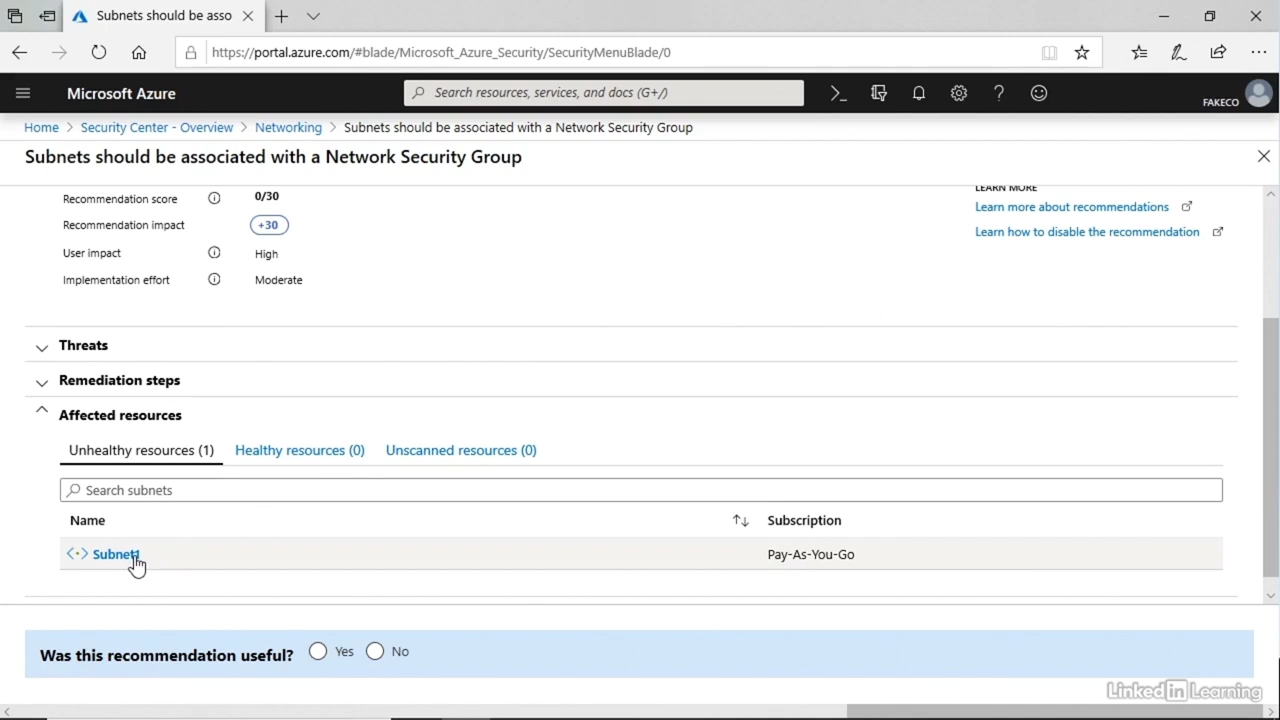 Subnets should be asso
https://portal.azure.com/#blade/Microsoft_Azure_Security/SecurityMenuBlade/0
Microsoft Azure
Search resources, services, and docs (G+/)
FAKECO
Home > Security Center - Overview > Networking > Subnets should be associated with a Network Security Group
Subnets should be associated with a Network Security Group
Recommendation score 0/30
LEARN MORE
Learn more about recommendations
Recommendation impact +30
Learn how to disable the recommendation
User impact High
Implementation effort Moderate
Threats
Remediation steps
Affected resources
Unhealthy resources (1) Healthy resources (0) Unscanned resources (0)
Search subnets
Name Subscription
Subnet1 Pay-As-You-Go
Was this recommendation useful? Yes No
LinkedIn Learning